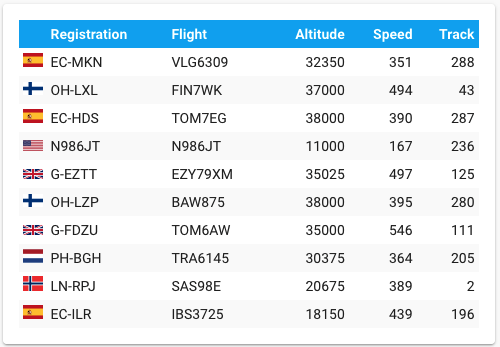 Registration Flight Altitude Speed Track
EC-MKN VLG6309 32350 351 288
OH-LXL FIN7WK 37000 494 43
EC-HDS TOM7EG 38000 390 287
N986JT N986JT 11000 167 236
G-EZTT EZY79XM 35025 497 125
OH-LZP BAW875 38000 395 280
G-FDZU TOM6AW 35000 546 111
PH-BGH TRA6145 30375 364 205
LN-RPJ SAS98E 20675 389 2
EC-ILR IBS3725 18150 439 196